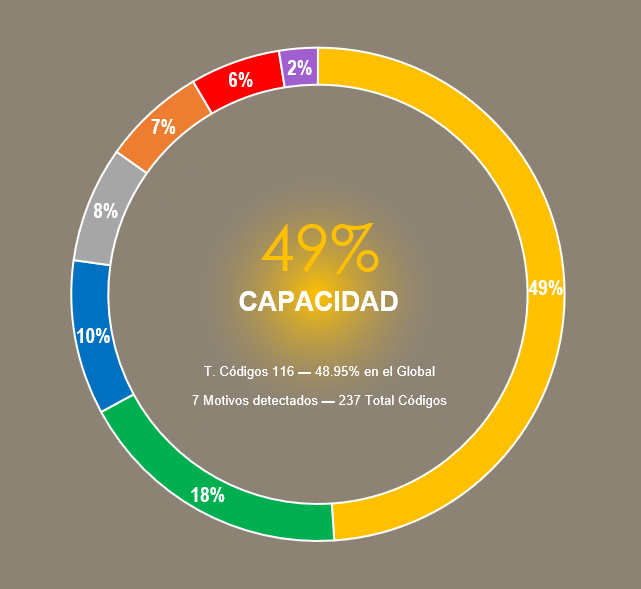 2%
6%
7%
8%
49%
CAPACIDAD
49%
10%
T. Códigos 116 — 48.95% en el Global
7 Motivos detectados — 237 Total Códigos
18%